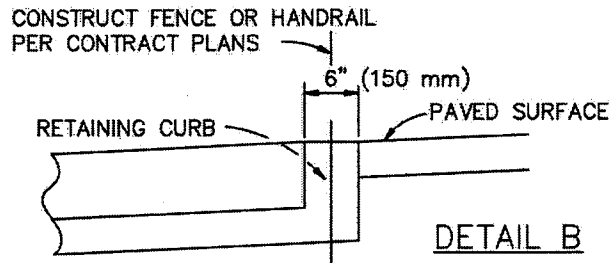 CONSTRUCT FENCE OR HANDRAIL
PER CONTRACT PLANS
6" (150 mm)
RETAINING CURB
PAVED SURFACE
DETAIL B